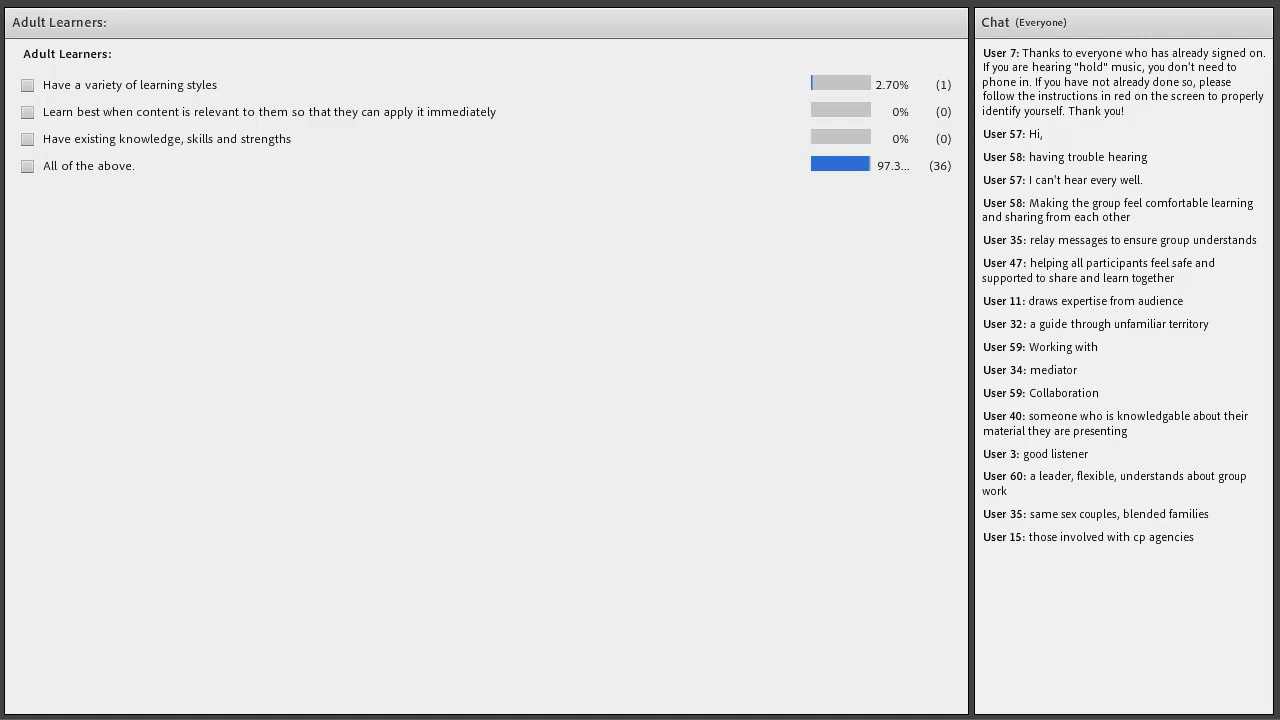 Adult Learners:
Adult Learners:
Have a variety of learning styles 2.70% (1)
Learn best when content is relevant to them so that they can apply it immediately 0% (0)
Have existing knowledge, skills and strengths 0% (0)
All of the above. 97.3... (36)
Chat (Everyone)
User 7: Thanks to everyone who has already signed on.
If you are hearing "hold" music, you don't need to
phone in. If you have not already done so, please
follow the instructions in red on the screen to properly
identify yourself. Thank you!
User 57: Hi,
User 58: having trouble hearing
User 57: I can't hear every well.
User 58: Making the group feel comfortable learning
and sharing from each other
User 35: relay messages to ensure group understands
User 47: helping all participants feel safe and
supported to share and learn together
User 11: draws expertise from audience
User 32: a guide through unfamiliar territory
User 59: Working with
User 34: mediator
User 59: Collaboration
User 40: someone who is knowledgable about their
material they are presenting
User 3: good listener
User 60: a leader, flexible, understands about group
work
User 35: same sex couples, blended families
User 15: those involved with cp agencies